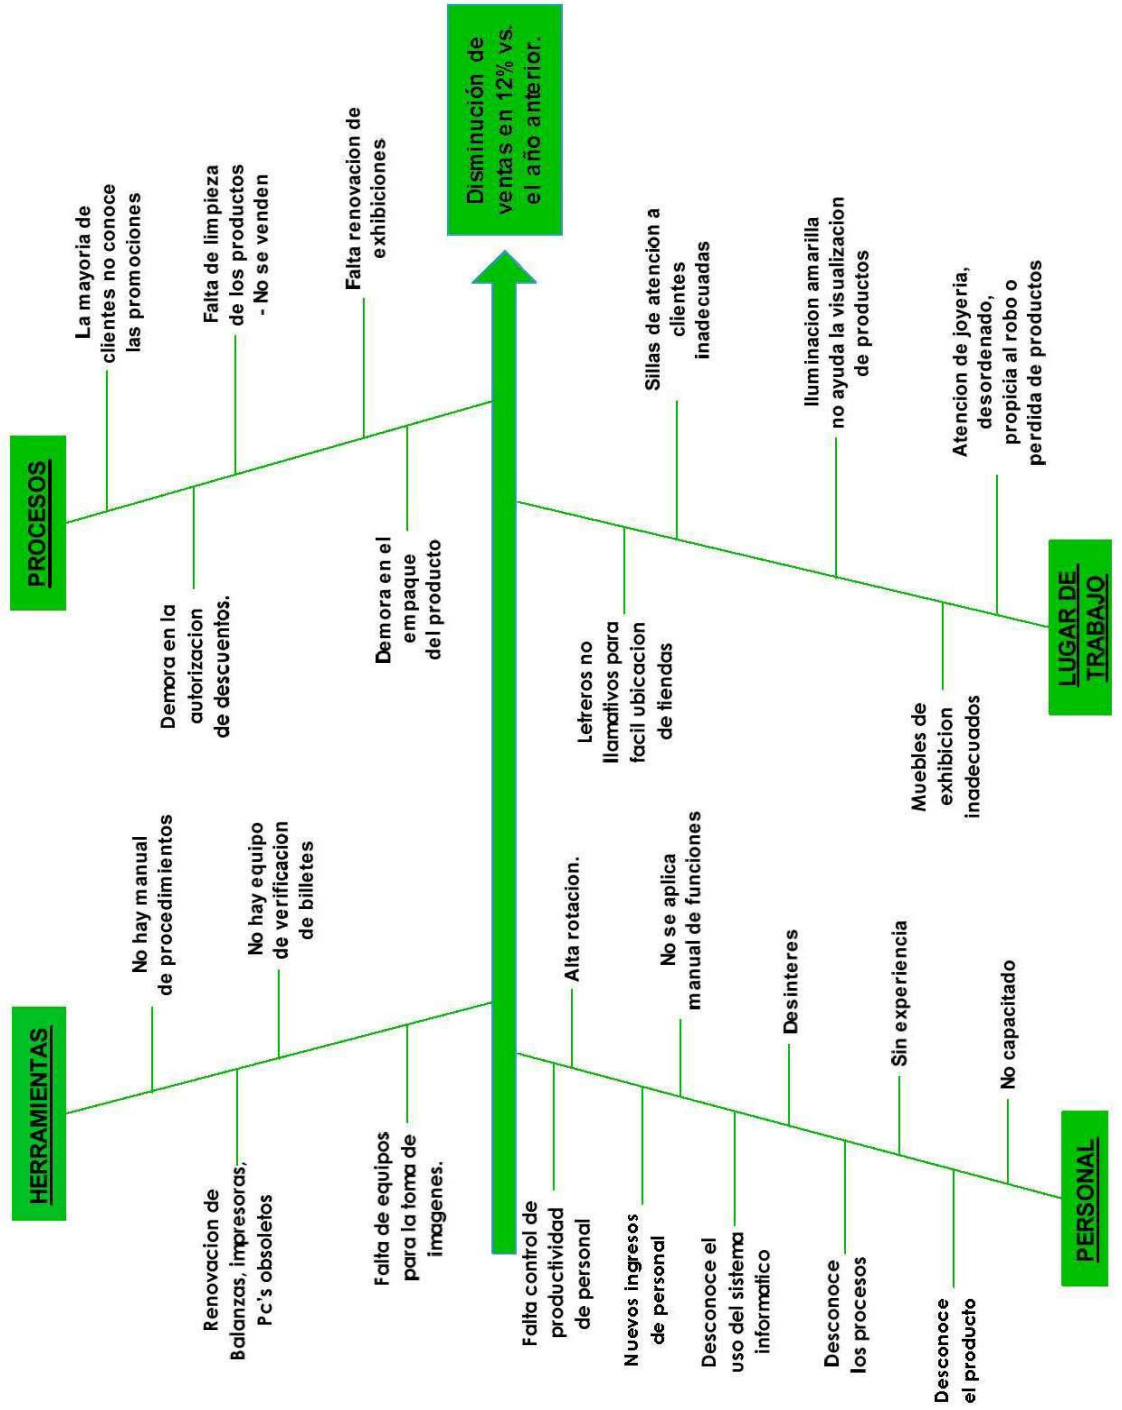 HERRAMIENTAS
No hay manual
de procedimientos
Renovacion de
Balanzas, impresoras,
Pc's obsoletos
No hay equipo
de verificacion
de billetes
Falta de equipos
para la toma de
imagenes.
PROCESOS
La mayoria de
clientes no conoce
las promociones
Demora en la
autorizacion
de descuentos.
Falta de limpieza
de los productos
- No se venden
Falta renovacion de
exhibiciones
Demora en el
empaque
del producto
Disminución de
ventas en 12% vs.
el año anterior.
Falta control de
productividad
de personal
Alta rotacion.
Nuevos ingresos
de personal
No se aplica
manual de funciones
Desconoce el
uso del sistema
informatico
Desinteres
Desconoce
los procesos
Sin experiencia
Desconoce
el producto
No capacitado
PERSONAL
Letreros no
llamativos para
facil ubicacion
de tiendas
Sillas de atencion a
clientes
inadecuadas
Iluminacion amarilla
no ayuda la visualizacion
de productos
Muebles de
exhibicion
inadecuados
Atencion de joyeria,
desordenado,
propicia al robo o
perdida de productos
LUGAR DE
TRABAJO